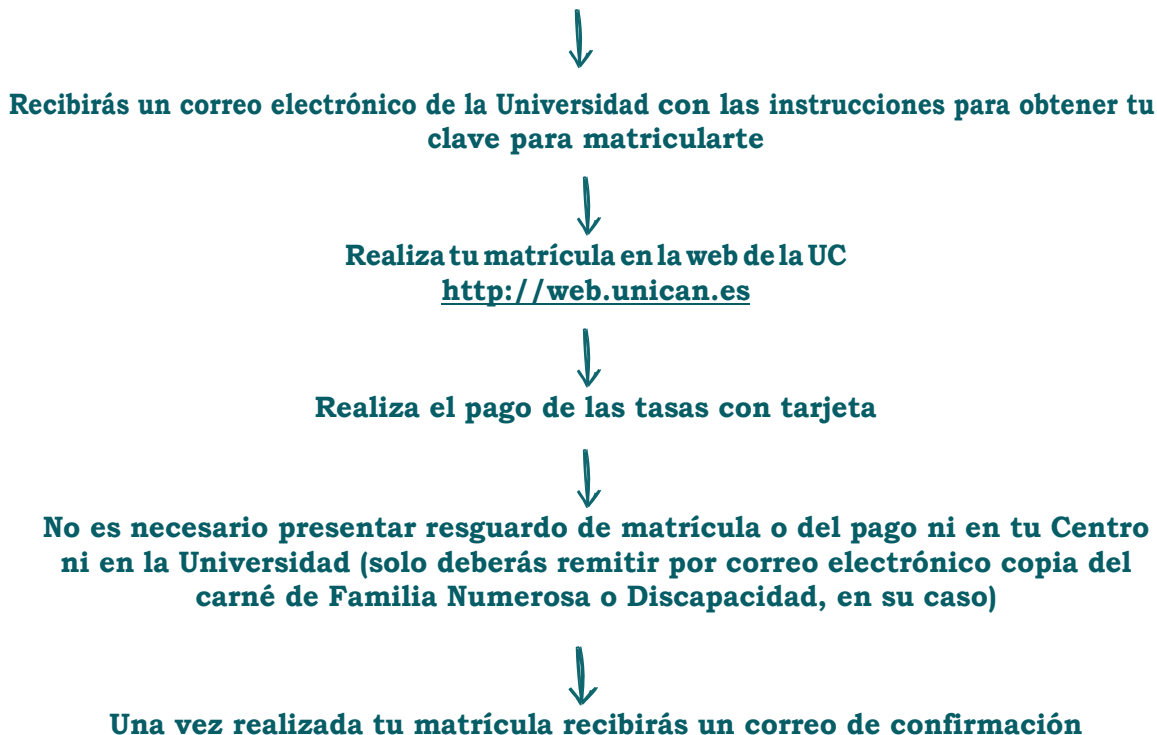 Recibirás un correo electrónico de la Universidad con las instrucciones para obtener tu
clave para matricularte
Realiza tu matrícula en la web de la UC
http://web.unican.es
Realiza el pago de las tasas con tarjeta
No es necesario presentar resguardo de matrícula o del pago ni en tu Centro
ni en la Universidad (solo deberás remitir por correo electrónico copia del
carné de Familia Numerosa o Discapacidad, en su caso)
Una vez realizada tu matrícula recibirás un correo de confirmación